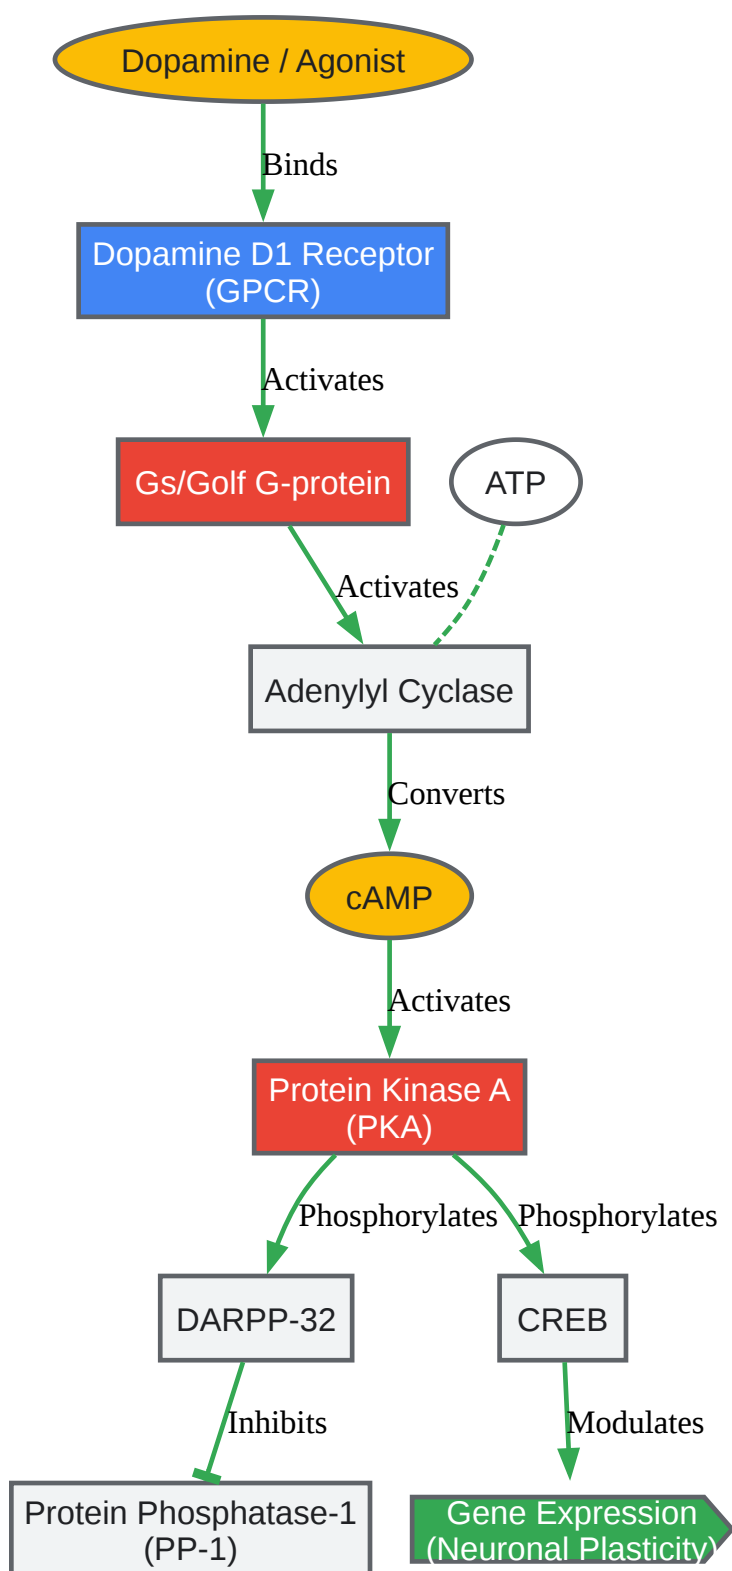 Dopamine / Agonist
Binds
Dopamine D1 Receptor
(GPCR)
Activates
Gs/Golf G-protein
ATP
Activates
Adenylyl Cyclase
Converts
cAMP
Activates
Protein Kinase A
(PKA)
Phosphorylates
Phosphorylates
DARPP-32
CREB
Inhibits
Modulates
Protein Phosphatase-1
(PP-1)
Gene Expression
(Neuronal Plasticity)